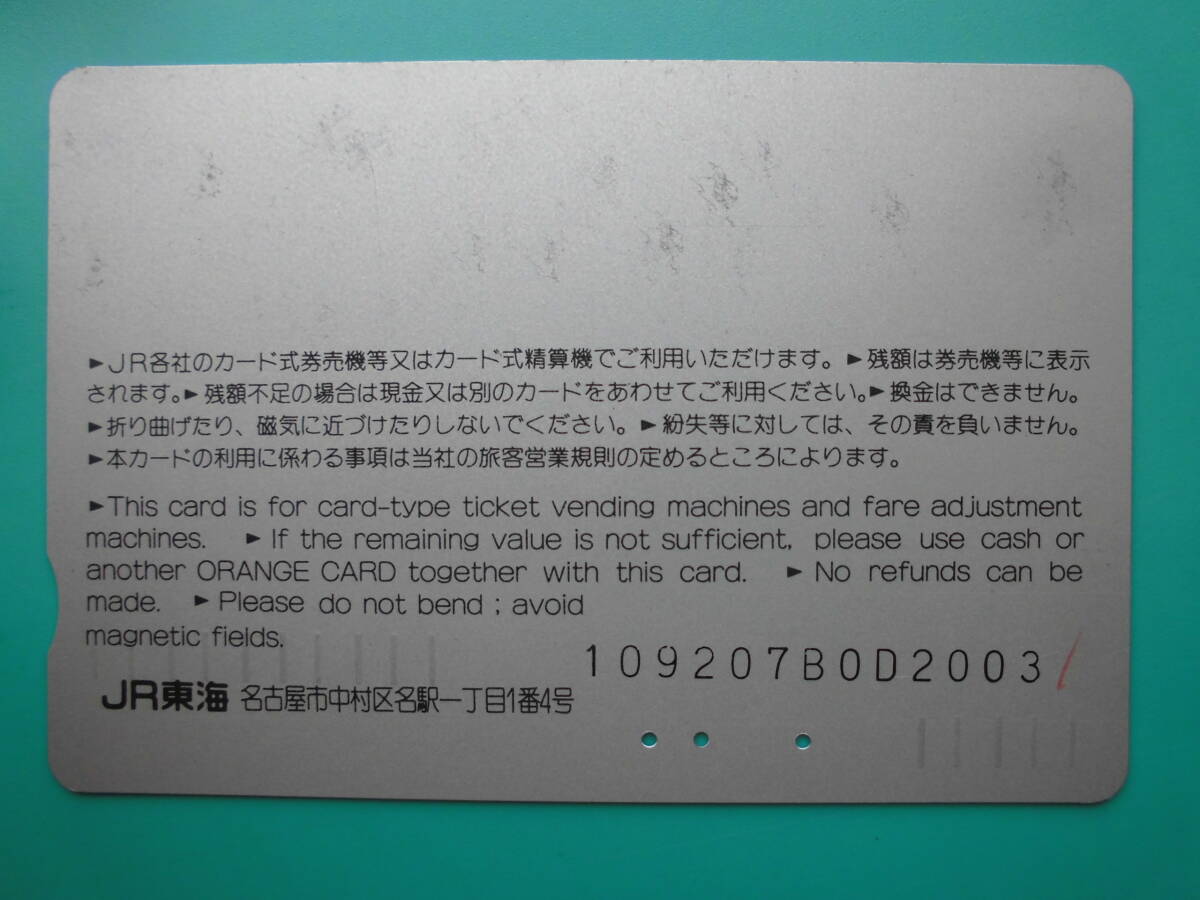 ►JR各社のカード式券売機等又はカード式精算機でご利用いただけます。►残額は券売機等に表示
されます。►残額不足の場合は現金又は別のカードをあわせてご利用ください。►換金はできません。
►折り曲げたり、磁気に近づけたりしないでください。►紛失等に対しては、その責を負いません。
►本カードの利用に係わる事項は当社の旅客営業規則の定めるところによります。
►This card is for card-type ticket vending machines and fare adjustment
machines. ►If the remaining value is not sufficient, please use cash or
another ORANGE CARD together with this card. ►No refunds can be
made. ►Please do not bend ; avoid
magnetic fields.
109207B0D2003
JR東海 名古屋市中村区名駅一丁目1番4号